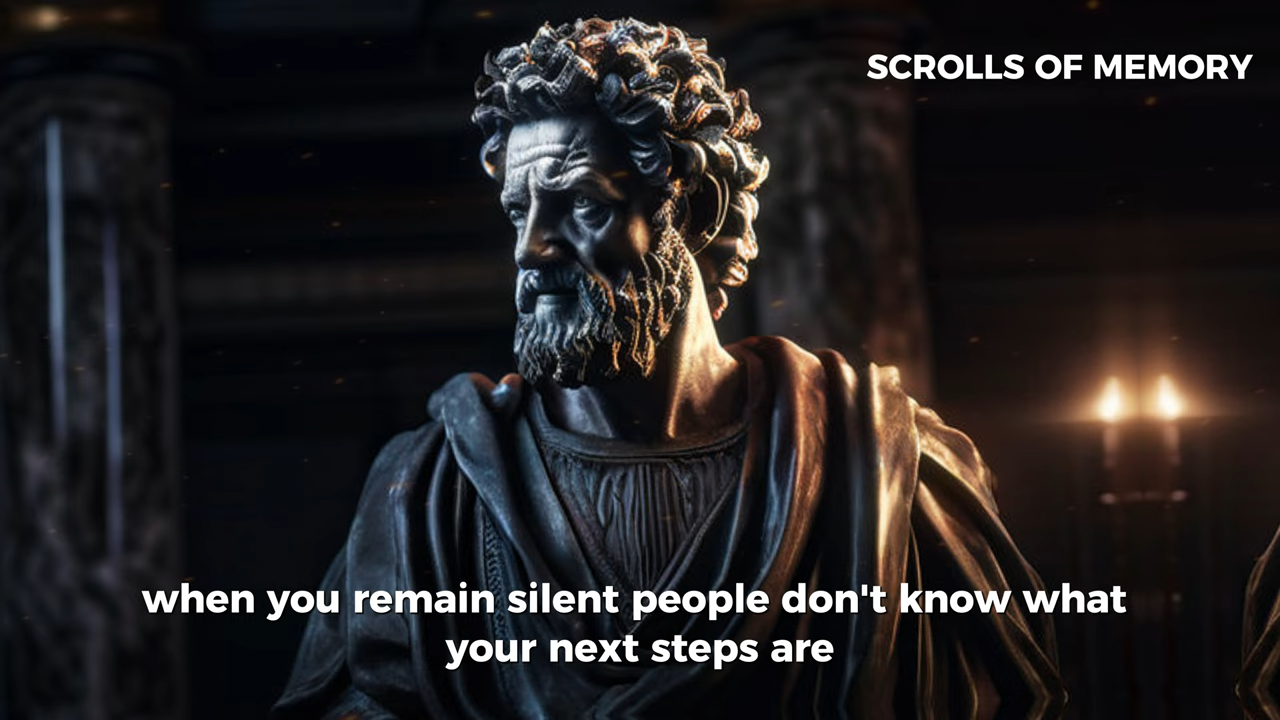 SCROLLS OF MEMORY
when you remain silent people don't know what
your next steps are